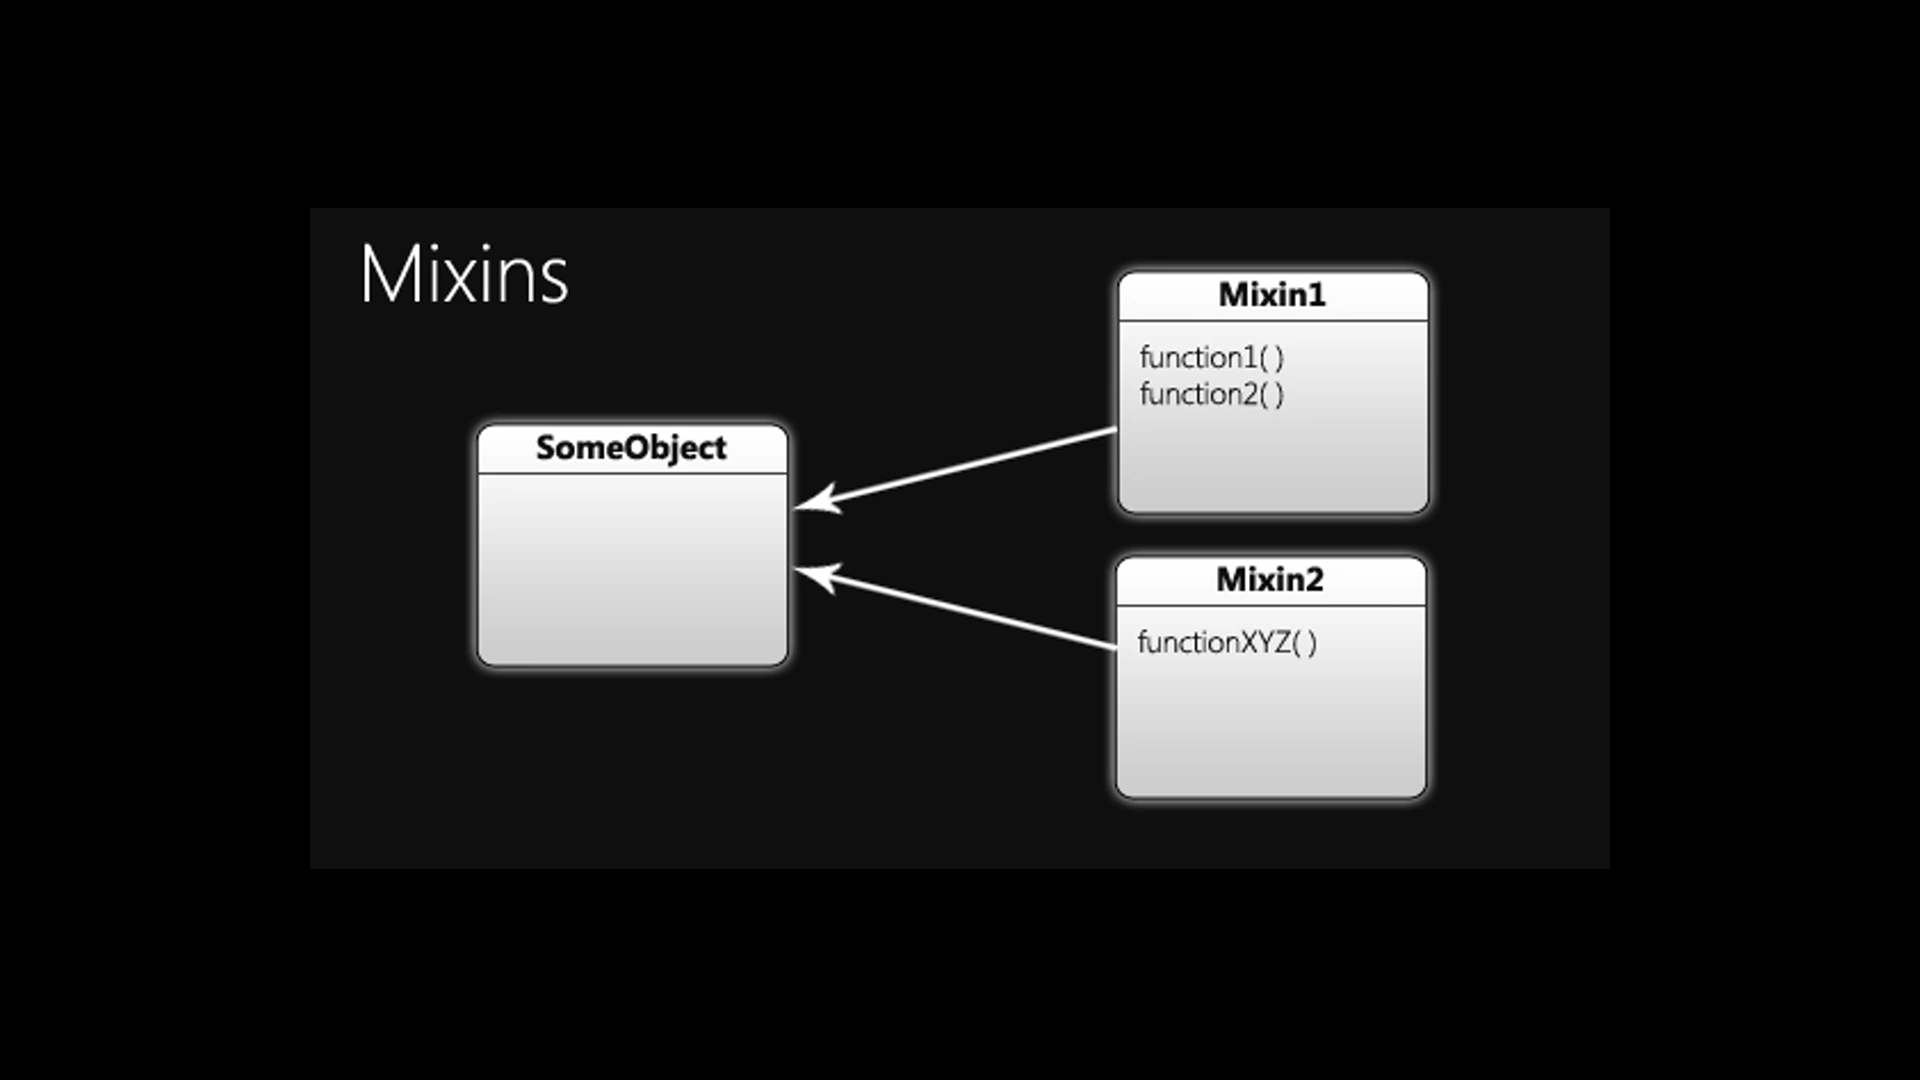 Mixins
SomeObject
Mixin1
function1( )
function2( )
Mixin2
functionXYZ( )